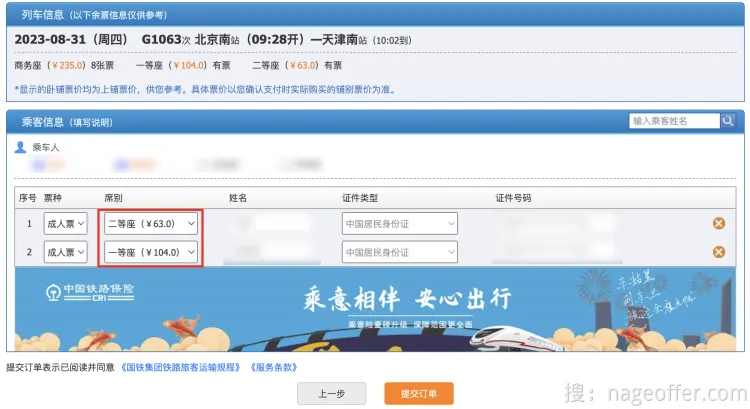 列车信息（以下余票信息仅供参考）
2023-08-31（周四） G1063次 北京南站（09:28开）—天津南站（10:02到）
商务座（￥235.0）8张票 一等座（￥104.0）有票 二等座（￥63.0）有票
*显示的卧铺票价均为上铺票价，供您参考。具体票价以您确认支付时实际购买的铺别票价为准。
乘客信息（填写说明） 输入乘客姓名
乘车人
序号 票种 席别 姓名 证件类型 证件号码
1 成人票 二等座（￥63.0） 中国居民身份证
2 成人票 一等座（￥104.0） 中国居民身份证
中国铁路保险
CRI
乘意相伴 安心出行
乘意险重磅升级 保障范围更全面
提交订单表示已阅读并同意 《国铁集团铁路旅客运输规程》 《服务条款》
上一步 提交订单
搜：nageoffer.com